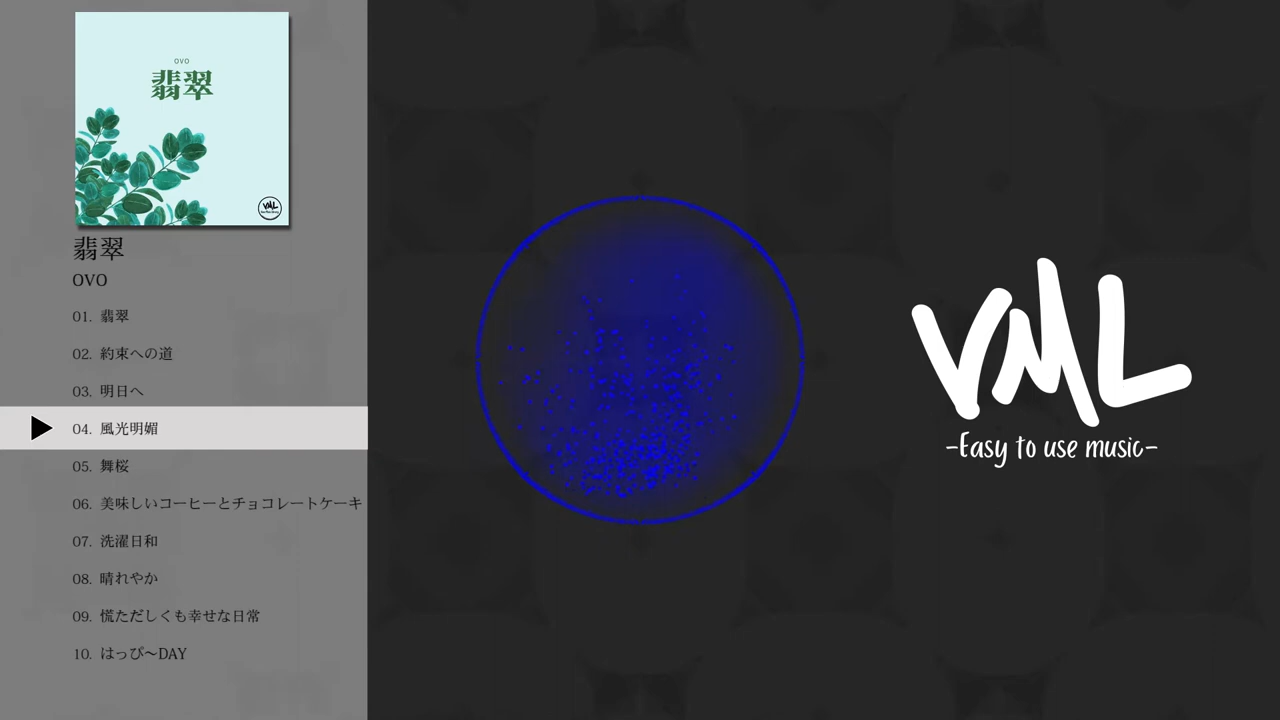 OVO
翡翠
VML
翡翠
OVO
01. 翡翠
02. 約束への道
03. 明日へ
04. 風光明媚
05. 舞桜
06. 美味しいコーヒーとチョコレートケーキ
07. 洗濯日和
08. 晴れやか
09. 慌ただしくも幸せな日常
10. はっぴ～DAY
VML
-Easy to use music-